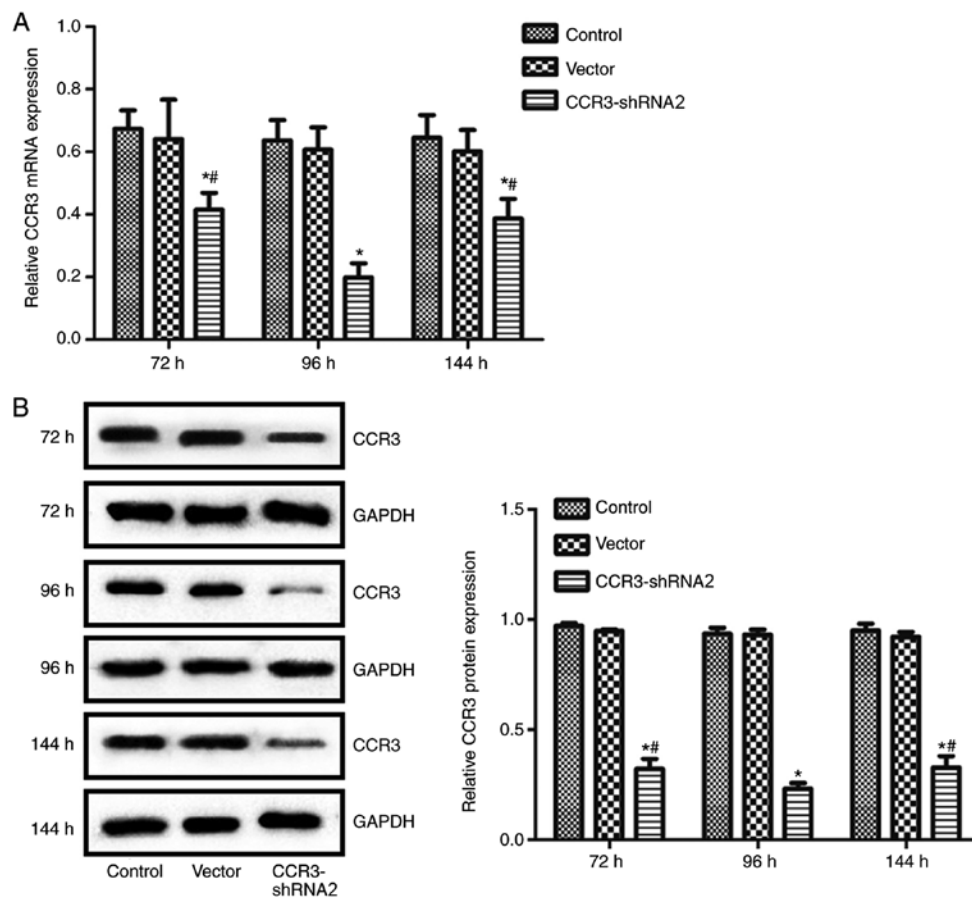 A
Relative CCR3 mRNA expression
1.0
0.8
0.6
0.4
0.2
0.0
*#
*
*#
72 h
96 h
144 h
Control
Vector
CCR3-shRNA2
B
72 h
CCR3
72 h
GAPDH
96 h
CCR3
96 h
GAPDH
144 h
CCR3
144 h
GAPDH
Control
Vector
CCR3-
shRNA2
Relative CCR3 protein expression
1.5
1.0
0.5
0.0
Control
Vector
CCR3-shRNA2
*#
*
*#
72 h
96 h
144 h